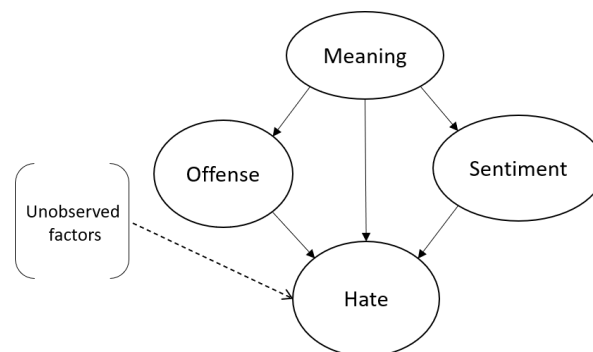 Meaning
Offense
Sentiment
Unobserved
factors
Hate